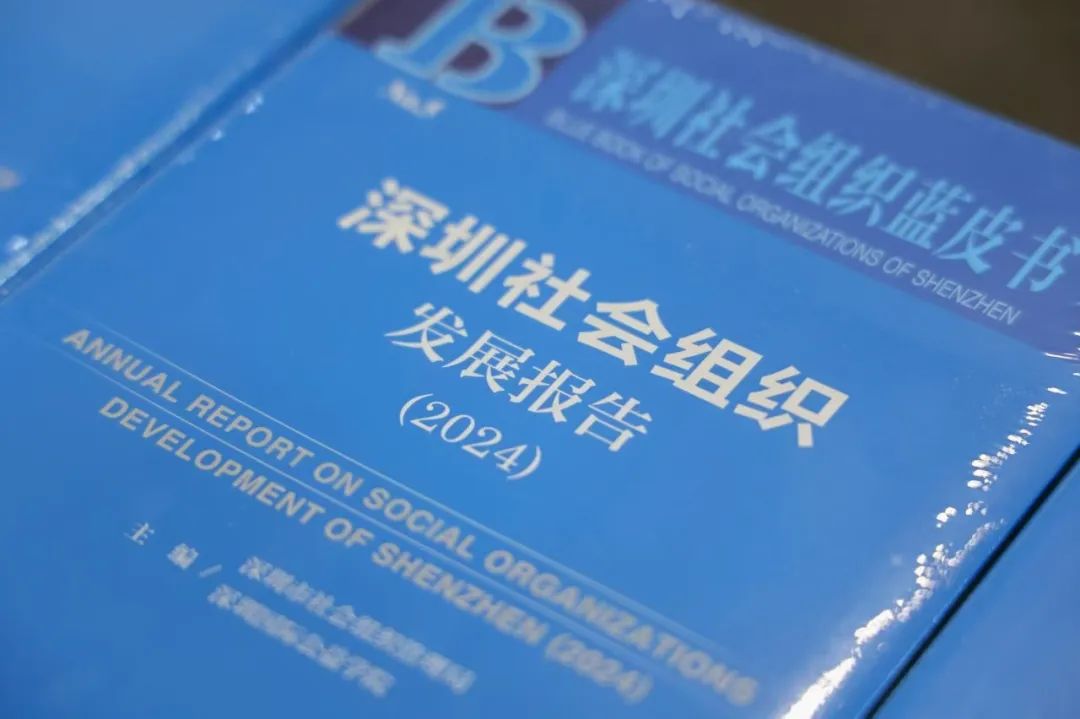 B
深圳社会组织蓝皮书
BLUE BOOK OF SOCIAL ORGANIZATIONS OF SHENZHEN
深圳社会组织
发展报告
(2024)
ANNUAL REPORT ON SOCIAL ORGANIZATIONS
DEVELOPMENT OF SHENZHEN (2024)
主 编 /